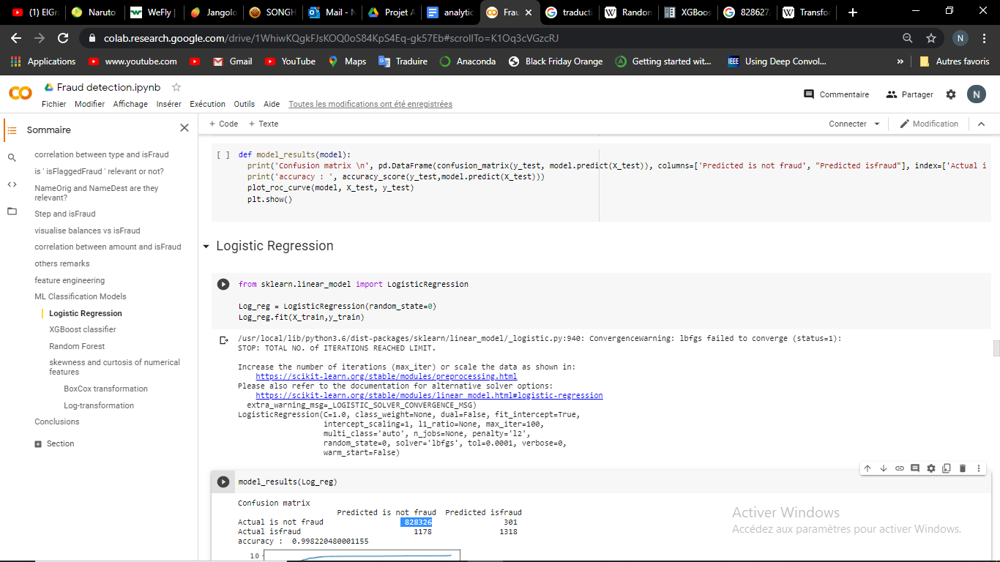 (1) ElGra
Naruto
WeFly |
Jangolo
SONGH
Mail - N
Projet A
analytic
Frau
traducti
Random
XGBoos
828627
Transfo
colab.research.google.com/drive/1WhiwKQgkFJsKOQ0oS84KpS4Eq-gk57Eb#scrollTo=K1Oq3cVGzcRJ
N
Applications
www.youtube.com
Gmail
YouTube
Maps
Traduire
Anaconda
Black Friday Orange
Getting started wit...
IEEE Using Deep Convol...
»
Autres favoris
CO
Fraud detection.ipynb
Fichier Modifier Affichage Insérer Exécution Outils Aide Toutes les modifications ont été enregistrées
Commentaire
Partager
N
Sommaire
+ Code + Texte
Connecter
Modification
correlation between type and isFraud
is ' isFlaggedFraud ' relevant or not?
NameOrig and NameDest are they
relevant?
Step and isFraud
visualise balances vs isFraud
correlation between amount and isFraud
others remarks
feature engineering
ML Classification Models
Logistic Regression
XGBoost classifier
Random Forest
skewness and curtosis of numerical
features
BoxCox transformation
Log-transformation
Conclusions
Section
[ ] def model_results(model):
print('Confusion matrix \n', pd.DataFrame(confusion_matrix(y_test, model.predict(X_test)), columns=['Predicted is not fraud', "Predicted isfraud"], index=['Actual i
print('accuracy : ', accuracy_score(y_test,model.predict(X_test)))
plot_roc_curve(model, X_test, y_test)
plt.show()
Logistic Regression
from sklearn.linear_model import LogisticRegression
Log_reg = LogisticRegression(random_state=0)
Log_reg.fit(X_train,y_train)
/usr/local/lib/python3.6/dist-packages/sklearn/linear_model/_logistic.py:940: ConvergenceWarning: lbfgs failed to converge (status=1):
STOP: TOTAL NO. of ITERATIONS REACHED LIMIT.
Increase the number of iterations (max_iter) or scale the data as shown in:
https://scikit-learn.org/stable/modules/preprocessing.html
Please also refer to the documentation for alternative solver options:
https://scikit-learn.org/stable/modules/linear_model.html#logistic-regression
extra_warning_msg=_LOGISTIC_SOLVER_CONVERGENCE_MSG)
LogisticRegression(C=1.0, class_weight=None, dual=False, fit_intercept=True,
intercept_scaling=1, l1_ratio=None, max_iter=100,
multi_class='auto', n_jobs=None, penalty='l2',
random_state=0, solver='lbfgs', tol=0.0001, verbose=0,
warm_start=False)
model_results(Log_reg)
Confusion matrix
Predicted is not fraud Predicted isfraud
Actual is not fraud 828326 301
Actual isfraud 1178 1318
accuracy : 0.998220480001155
1.0
Activer Windows
Accédez aux paramètres pour activer Windows.